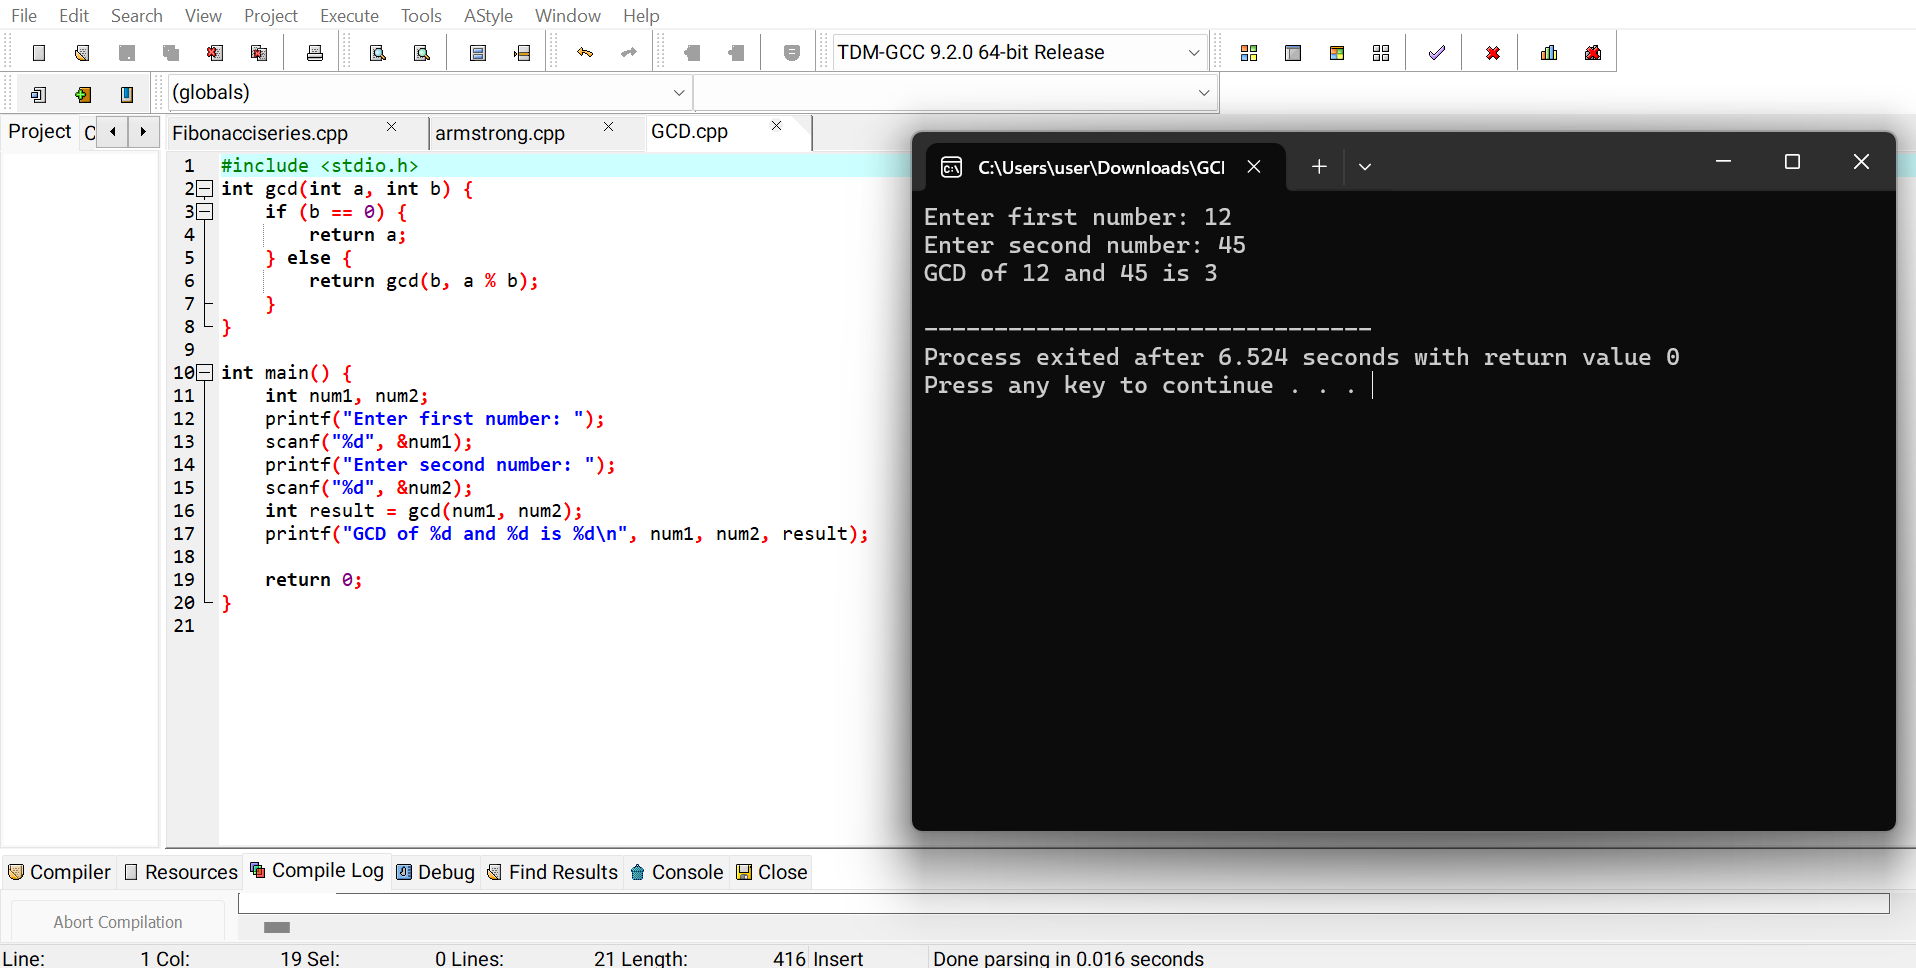 File Edit Search View Project Execute Tools AStyle Window Help
TDM-GCC 9.2.0 64-bit Release
(globals)
Project C
Fibonacciseries.cpp armstrong.cpp GCD.cpp
1 #include <stdio.h>
2 int gcd(int a, int b) {
3     if (b == 0) {
4         return a;
5     } else {
6         return gcd(b, a % b);
7     }
8 }
9
10 int main() {
11     int num1, num2;
12     printf("Enter first number: ");
13     scanf("%d", &num1);
14     printf("Enter second number: ");
15     scanf("%d", &num2);
16     int result = gcd(num1, num2);
17     printf("GCD of %d and %d is %d\n", num1, num2, result);
18
19     return 0;
20 }
21
C:\Users\user\Downloads\GC
Enter first number: 12
Enter second number: 45
GCD of 12 and 45 is 3
--------------------------------
Process exited after 6.524 seconds with return value 0
Press any key to continue . . .
Compiler Resources Compile Log Debug Find Results Console Close
Abort Compilation
Line: 1 Col: 19 Sel: 0 Lines: 21 Length: 416 Insert Done parsing in 0.016 seconds